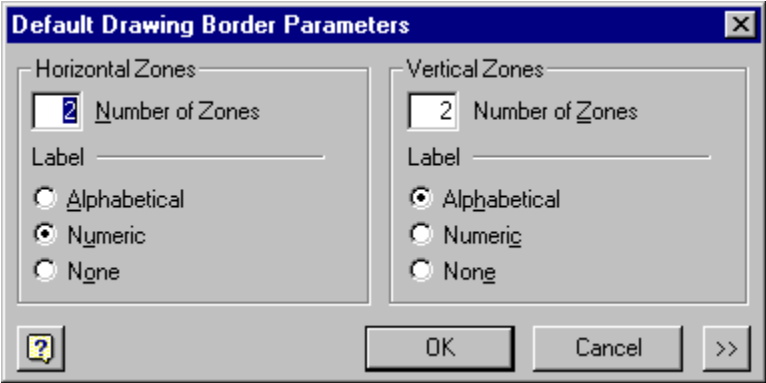 Default Drawing Border Parameters
Horizontal Zones
2 Number of Zones
Label
Alphabetical
Numeric
None
Vertical Zones
2 Number of Zones
Label
Alphabetical
Numeric
None
? OK Cancel >>